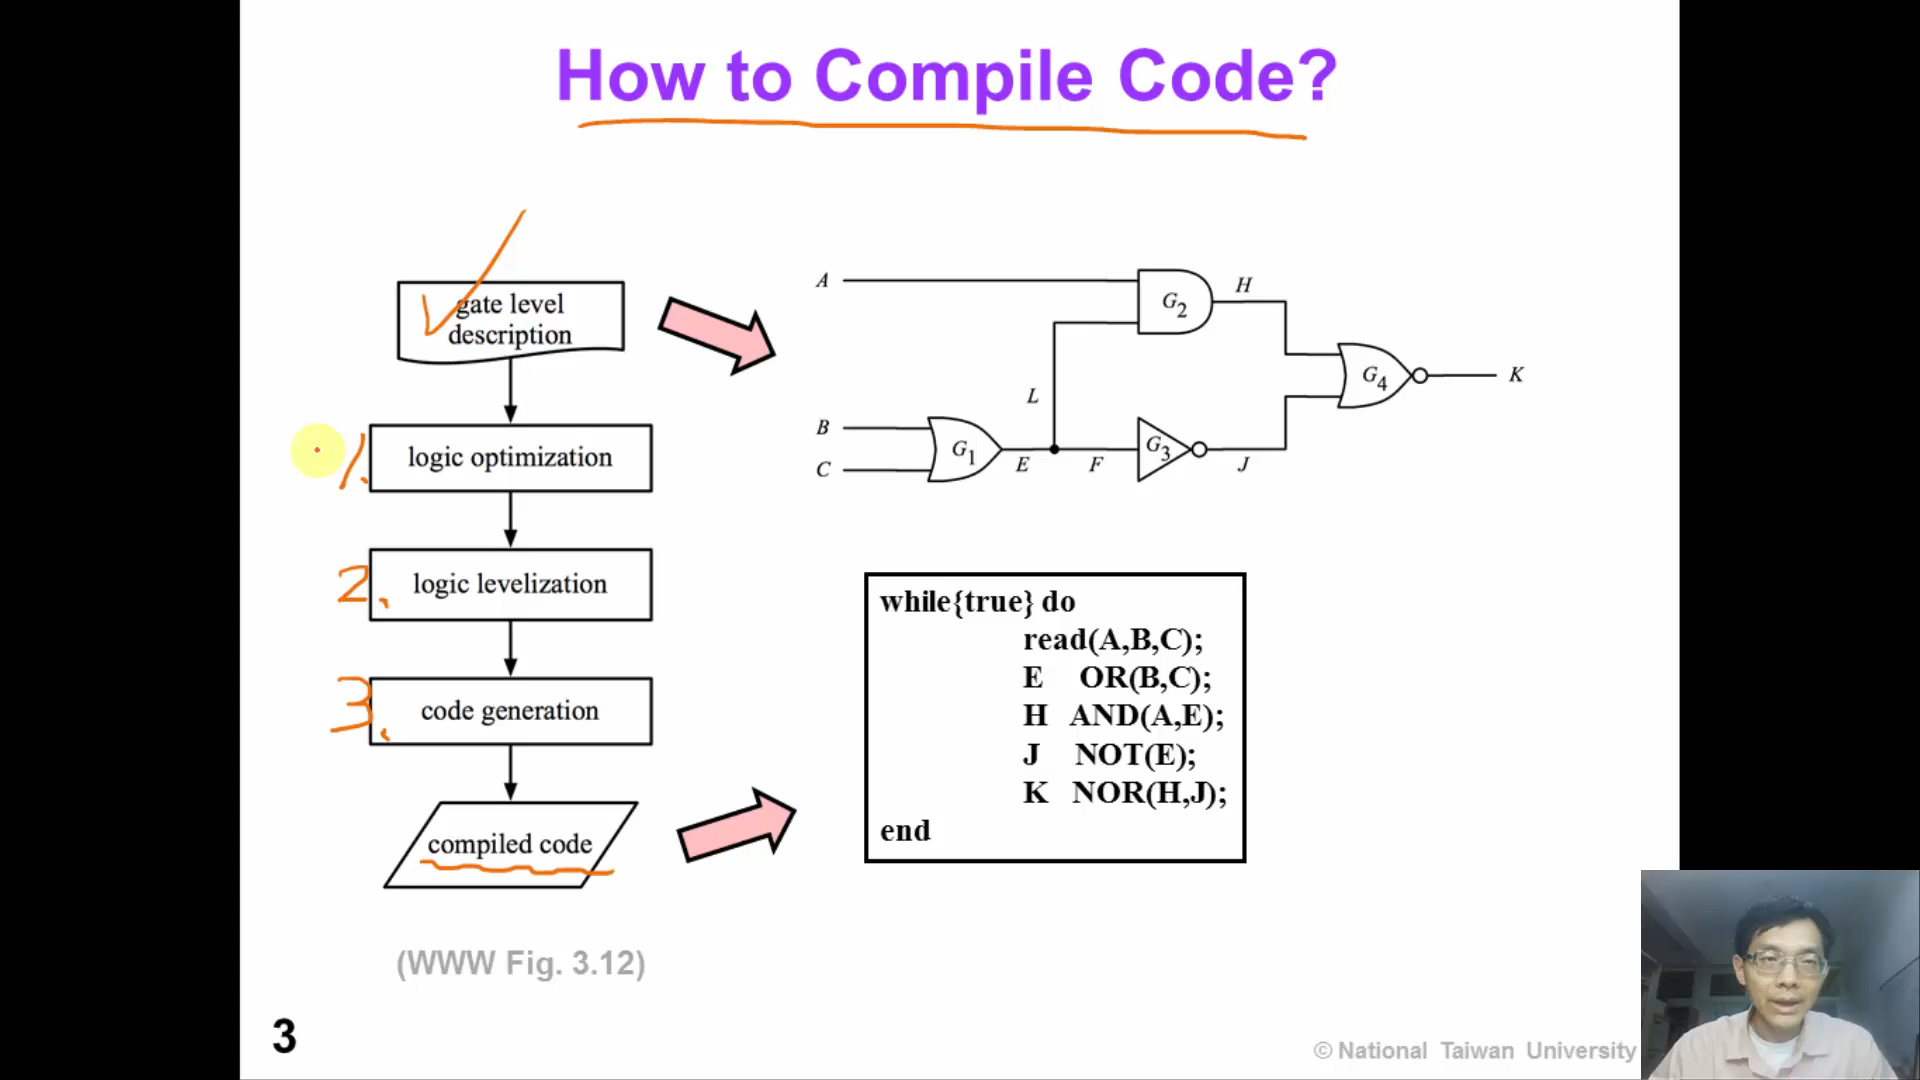 How to Compile Code?
gate level
description
1.
logic optimization
2.
logic levelization
3.
code generation
compiled code
(WWW Fig. 3.12)
A
B
C
G1
E
L
F
G2
H
G3
J
G4
K
while{true} do
read(A,B,C);
E OR(B,C);
H AND(A,E);
J NOT(E);
K NOR(H,J);
end
3
© National Taiwan University